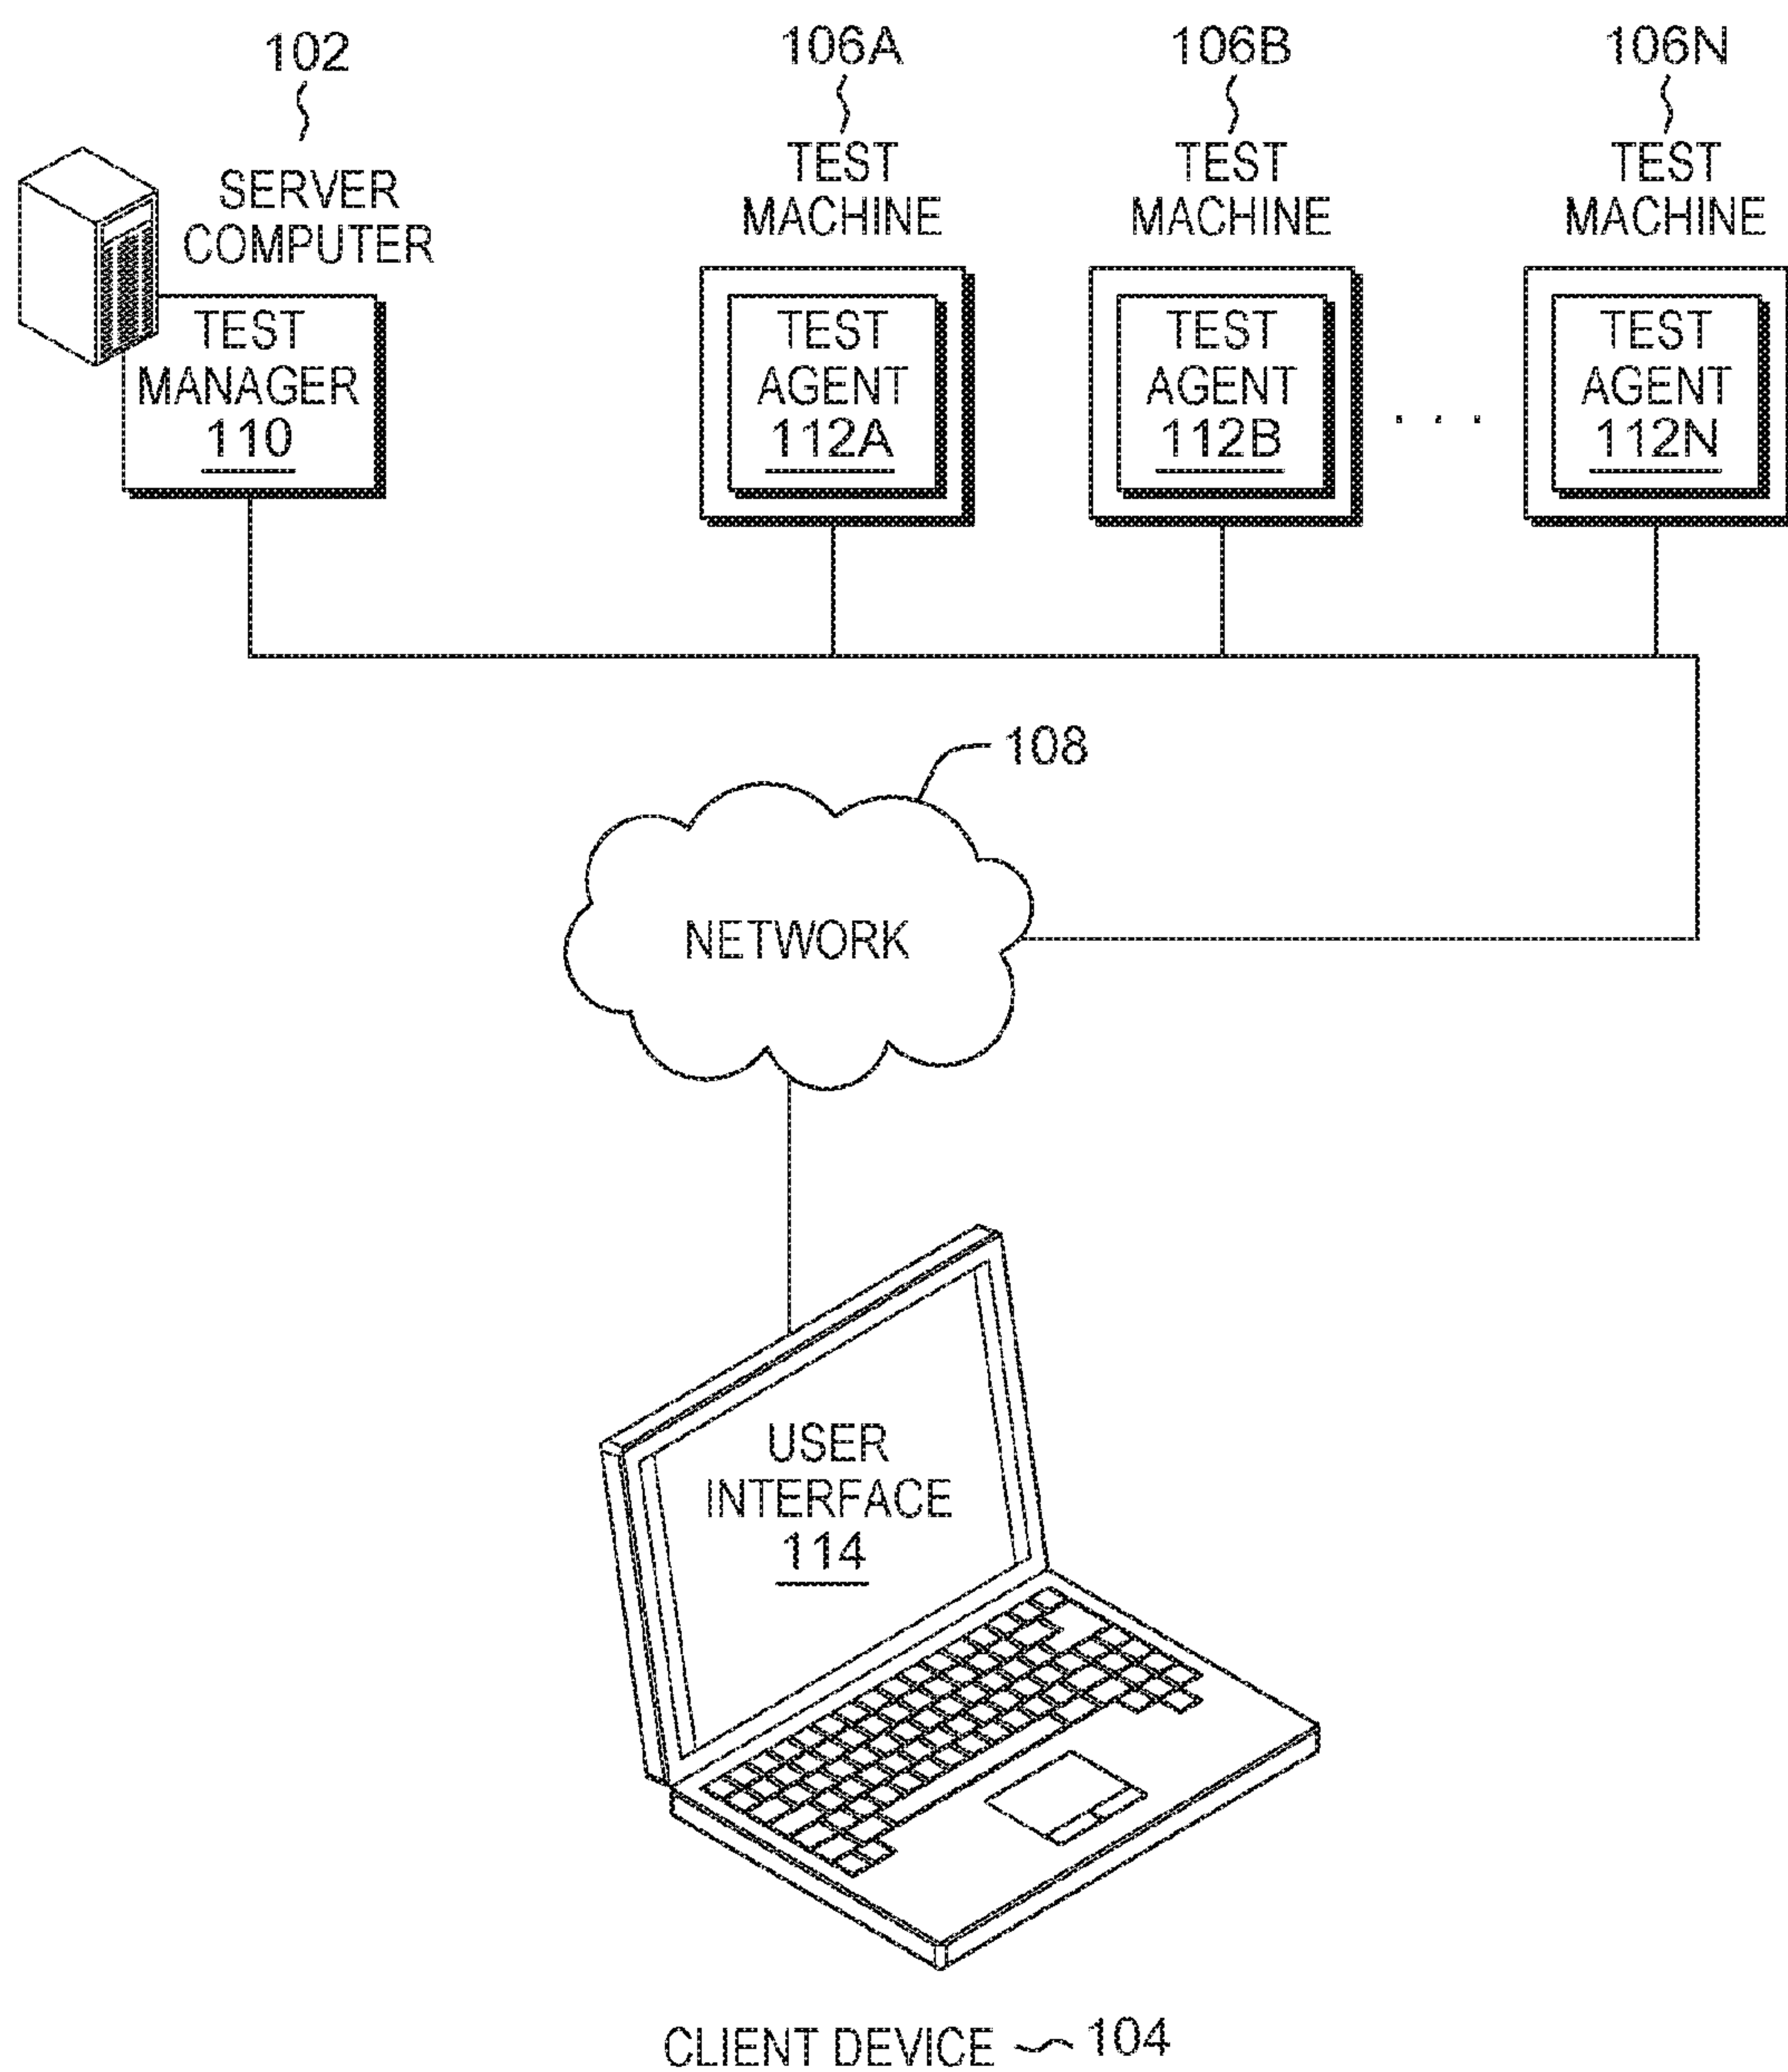 102
SERVER
COMPUTER
TEST
MANAGER
110
106A
TEST
MACHINE
TEST
AGENT
112A
106B
TEST
MACHINE
TEST
AGENT
112B
. . .
106N
TEST
MACHINE
TEST
AGENT
112N
108
NETWORK
USER
INTERFACE
114
CLIENT DEVICE 104